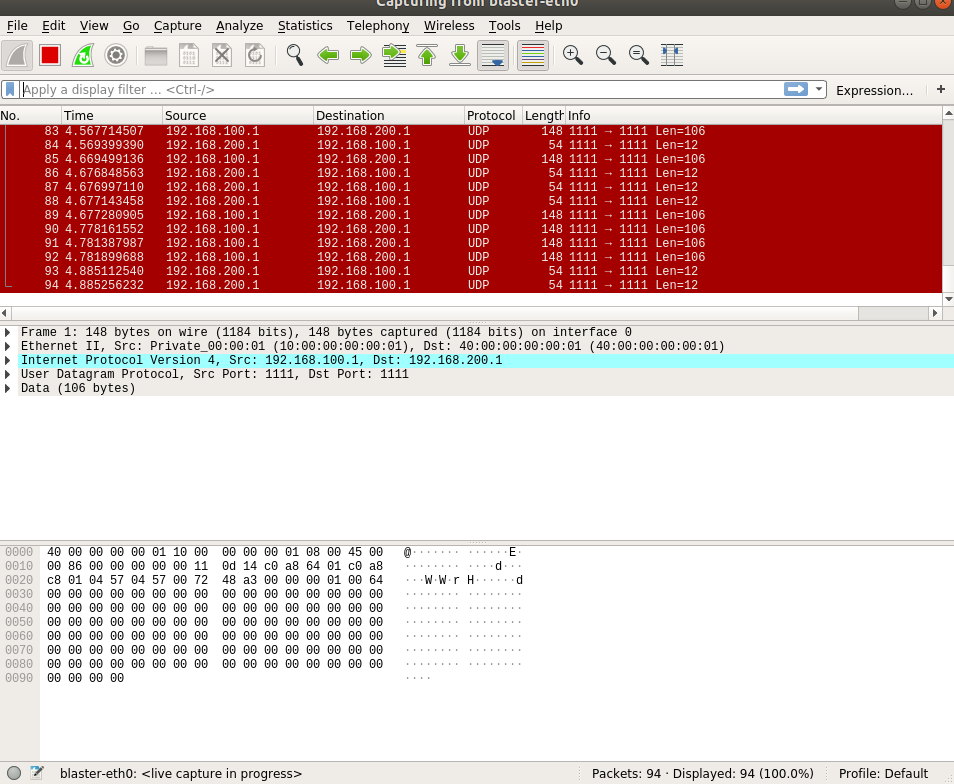 Capturing from blaster-eth0
File Edit View Go Capture Analyze Statistics Telephony Wireless Tools Help
Apply a display filter ... <Ctrl-/> Expression... +
No. Time Source Destination Protocol Length Info
83 4.567714507 192.168.100.1 192.168.200.1 UDP 148 1111 → 1111 Len=106
84 4.569399390 192.168.200.1 192.168.100.1 UDP 54 1111 → 1111 Len=12
85 4.669499136 192.168.100.1 192.168.200.1 UDP 148 1111 → 1111 Len=106
86 4.676848563 192.168.200.1 192.168.100.1 UDP 54 1111 → 1111 Len=12
87 4.676997110 192.168.200.1 192.168.100.1 UDP 54 1111 → 1111 Len=12
88 4.677143458 192.168.200.1 192.168.100.1 UDP 54 1111 → 1111 Len=12
89 4.677280905 192.168.100.1 192.168.200.1 UDP 148 1111 → 1111 Len=106
90 4.778161552 192.168.100.1 192.168.200.1 UDP 148 1111 → 1111 Len=106
91 4.781387987 192.168.100.1 192.168.200.1 UDP 148 1111 → 1111 Len=106
92 4.781899688 192.168.100.1 192.168.200.1 UDP 148 1111 → 1111 Len=106
93 4.885112540 192.168.200.1 192.168.100.1 UDP 54 1111 → 1111 Len=12
94 4.885256232 192.168.200.1 192.168.100.1 UDP 54 1111 → 1111 Len=12
Frame 1: 148 bytes on wire (1184 bits), 148 bytes captured (1184 bits) on interface 0
Ethernet II, Src: Private_00:00:01 (10:00:00:00:00:01), Dst: 40:00:00:00:00:01 (40:00:00:00:00:01)
Internet Protocol Version 4, Src: 192.168.100.1, Dst: 192.168.200.1
User Datagram Protocol, Src Port: 1111, Dst Port: 1111
Data (106 bytes)
0000 40 00 00 00 00 01 10 00 00 00 00 01 08 00 45 00 @······· ······E·
0010 00 86 00 00 00 00 11 0d 14 c0 a8 64 01 c0 a8 ········ ····d···
0020 c8 01 04 57 04 57 00 72 48 a3 00 00 00 01 00 64 ···W·W·r H······d
0030 00 00 00 00 00 00 00 00 00 00 00 00 00 00 00 00 ········ ········
0040 00 00 00 00 00 00 00 00 00 00 00 00 00 00 00 00 ········ ········
0050 00 00 00 00 00 00 00 00 00 00 00 00 00 00 00 00 ········ ········
0060 00 00 00 00 00 00 00 00 00 00 00 00 00 00 00 00 ········ ········
0070 00 00 00 00 00 00 00 00 00 00 00 00 00 00 00 00 ········ ········
0080 00 00 00 00 00 00 00 00 00 00 00 00 00 00 00 00 ········ ········
0090 00 00 00 00 ····
blaster-eth0: <live capture in progress> Packets: 94 · Displayed: 94 (100.0%) Profile: Default